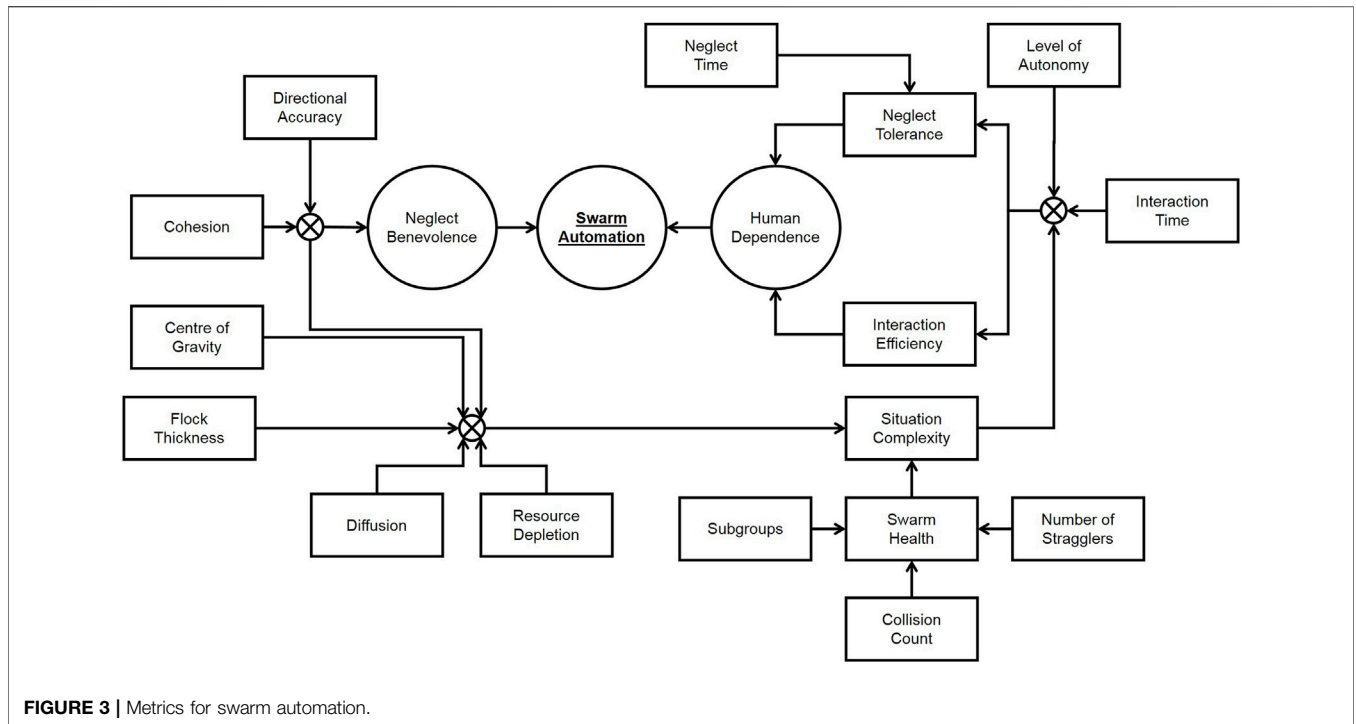 Neglect
Time
Level of
Autonomy
Directional
Accuracy
Neglect
Tolerance
Cohesion
Neglect
Benevolence
Swarm
Automation
Human
Dependence
Interaction
Time
Centre of
Gravity
Interaction
Efficiency
Flock
Thickness
Situation
Complexity
Diffusion
Resource
Depletion
Subgroups
Swarm
Health
Number of
Stragglers
Collision
Count
FIGURE 3 | Metrics for swarm automation.